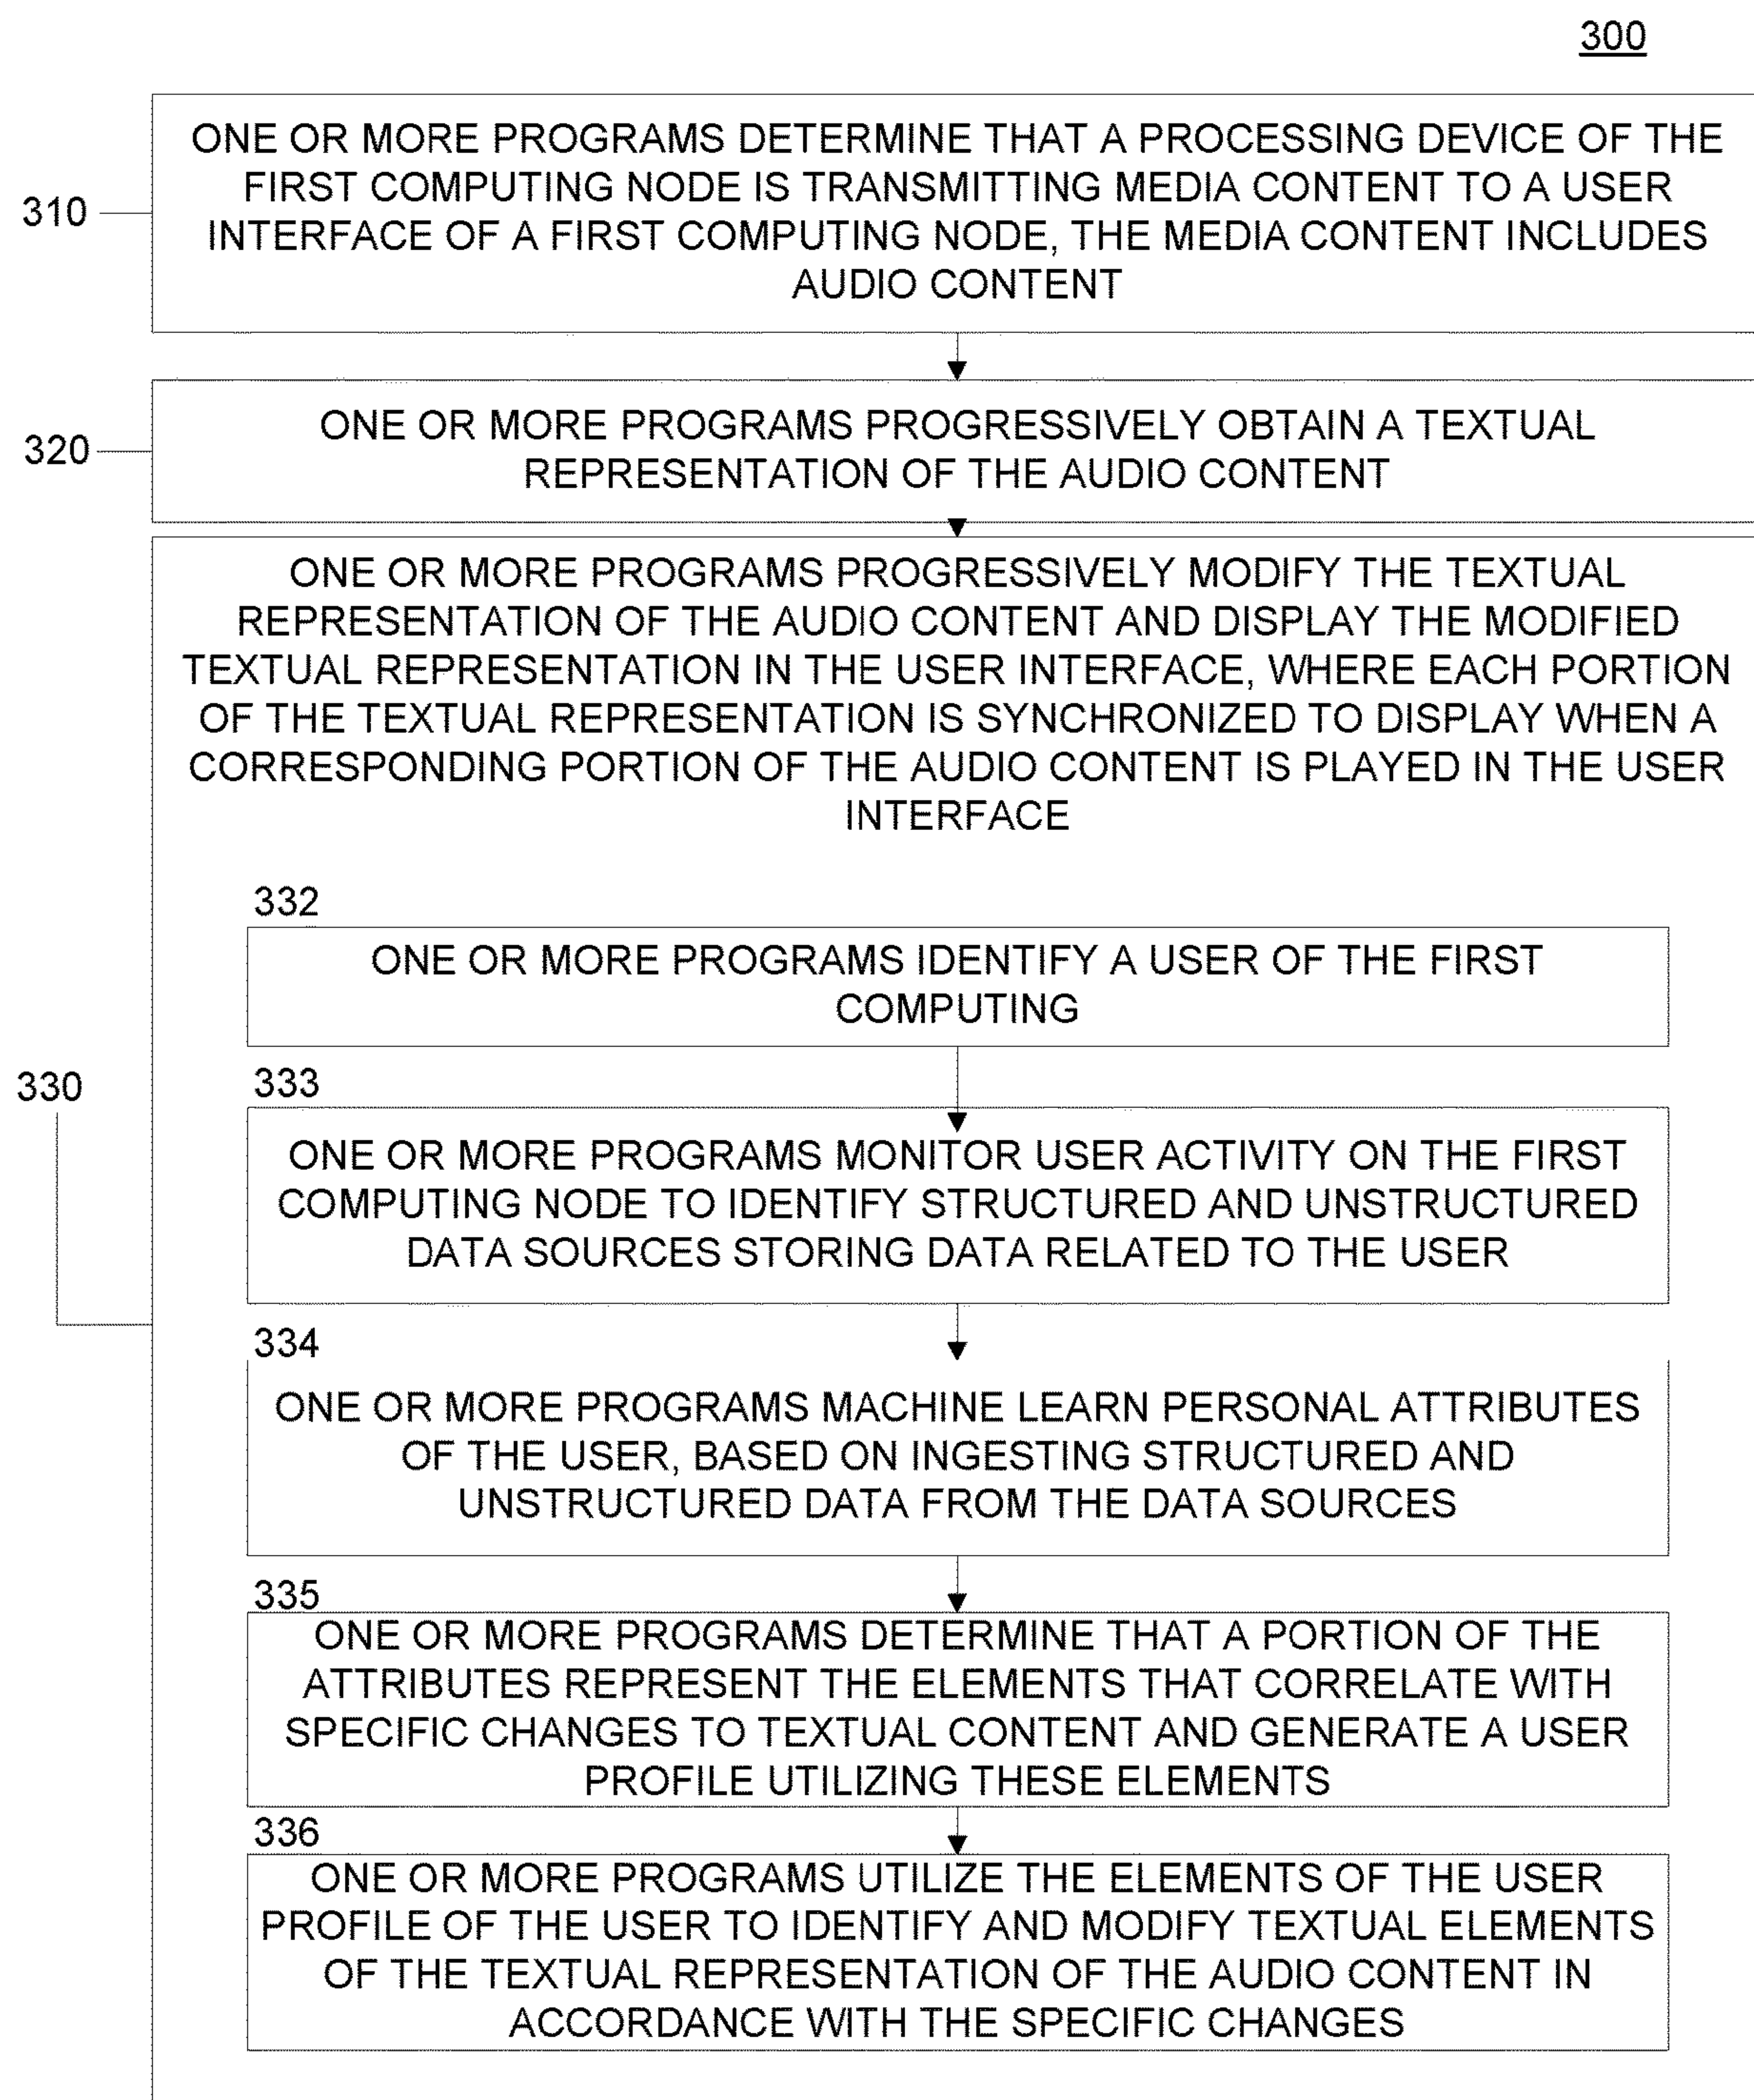 300
310
ONE OR MORE PROGRAMS DETERMINE THAT A PROCESSING DEVICE OF THE
FIRST COMPUTING NODE IS TRANSMITTING MEDIA CONTENT TO A USER
INTERFACE OF A FIRST COMPUTING NODE, THE MEDIA CONTENT INCLUDES
AUDIO CONTENT
320
ONE OR MORE PROGRAMS PROGRESSIVELY OBTAIN A TEXTUAL
REPRESENTATION OF THE AUDIO CONTENT
330
ONE OR MORE PROGRAMS PROGRESSIVELY MODIFY THE TEXTUAL
REPRESENTATION OF THE AUDIO CONTENT AND DISPLAY THE MODIFIED
TEXTUAL REPRESENTATION IN THE USER INTERFACE, WHERE EACH PORTION
OF THE TEXTUAL REPRESENTATION IS SYNCHRONIZED TO DISPLAY WHEN A
CORRESPONDING PORTION OF THE AUDIO CONTENT IS PLAYED IN THE USER
INTERFACE
332
ONE OR MORE PROGRAMS IDENTIFY A USER OF THE FIRST
COMPUTING
333
ONE OR MORE PROGRAMS MONITOR USER ACTIVITY ON THE FIRST
COMPUTING NODE TO IDENTIFY STRUCTURED AND UNSTRUCTURED
DATA SOURCES STORING DATA RELATED TO THE USER
334
ONE OR MORE PROGRAMS MACHINE LEARN PERSONAL ATTRIBUTES
OF THE USER, BASED ON INGESTING STRUCTURED AND
UNSTRUCTURED DATA FROM THE DATA SOURCES
335
ONE OR MORE PROGRAMS DETERMINE THAT A PORTION OF THE
ATTRIBUTES REPRESENT THE ELEMENTS THAT CORRELATE WITH
SPECIFIC CHANGES TO TEXTUAL CONTENT AND GENERATE A USER
PROFILE UTILIZING THESE ELEMENTS
336
ONE OR MORE PROGRAMS UTILIZE THE ELEMENTS OF THE USER
PROFILE OF THE USER TO IDENTIFY AND MODIFY TEXTUAL ELEMENTS
OF THE TEXTUAL REPRESENTATION OF THE AUDIO CONTENT IN
ACCORDANCE WITH THE SPECIFIC CHANGES